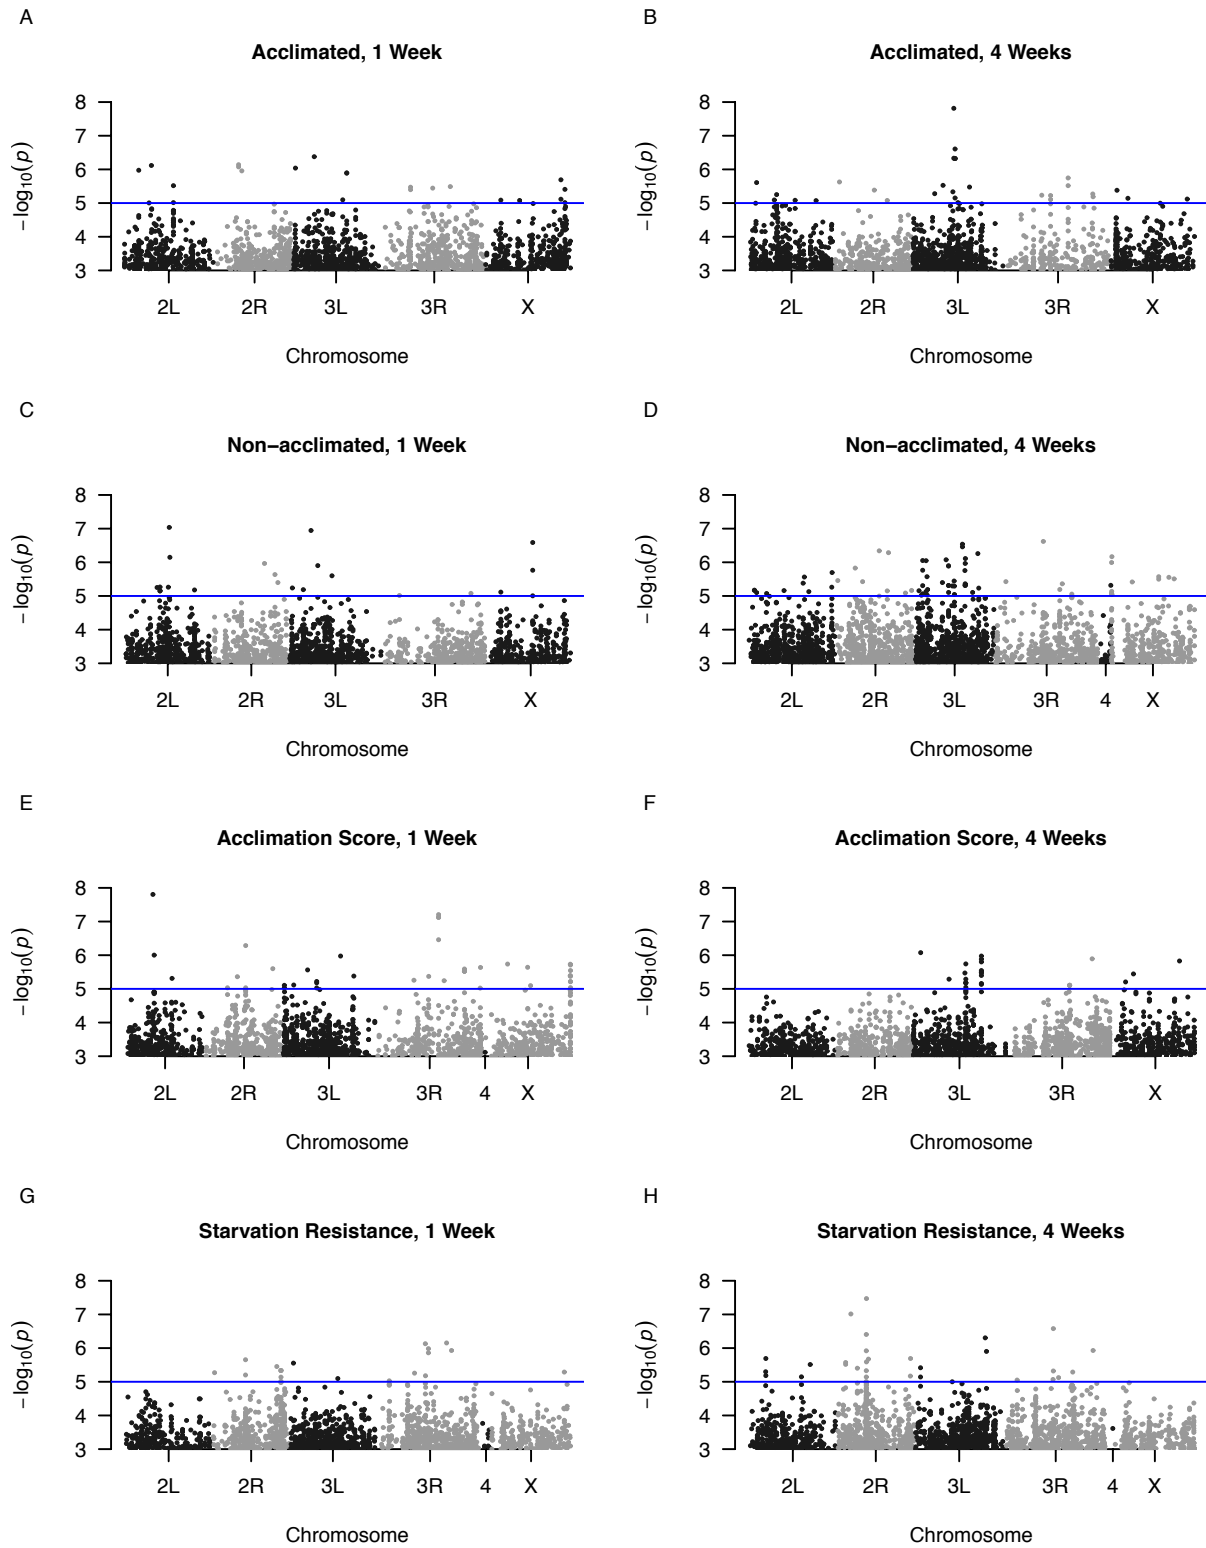 A
Acclimated, 1 Week
8
7
6
5
4
3
−log10(p)
2L 2R 3L 3R X
Chromosome
B
Acclimated, 4 Weeks
8
7
6
5
4
3
−log10(p)
2L 2R 3L 3R X
Chromosome
C
Non−acclimated, 1 Week
8
7
6
5
4
3
−log10(p)
2L 2R 3L 3R X
Chromosome
D
Non−acclimated, 4 Weeks
8
7
6
5
4
3
−log10(p)
2L 2R 3L 3R 4 X
Chromosome
E
Acclimation Score, 1 Week
8
7
6
5
4
3
−log10(p)
2L 2R 3L 3R 4 X
Chromosome
F
Acclimation Score, 4 Weeks
8
7
6
5
4
3
−log10(p)
2L 2R 3L 3R X
Chromosome
G
Starvation Resistance, 1 Week
8
7
6
5
4
3
−log10(p)
2L 2R 3L 3R 4 X
Chromosome
H
Starvation Resistance, 4 Weeks
8
7
6
5
4
3
−log10(p)
2L 2R 3L 3R 4 X
Chromosome